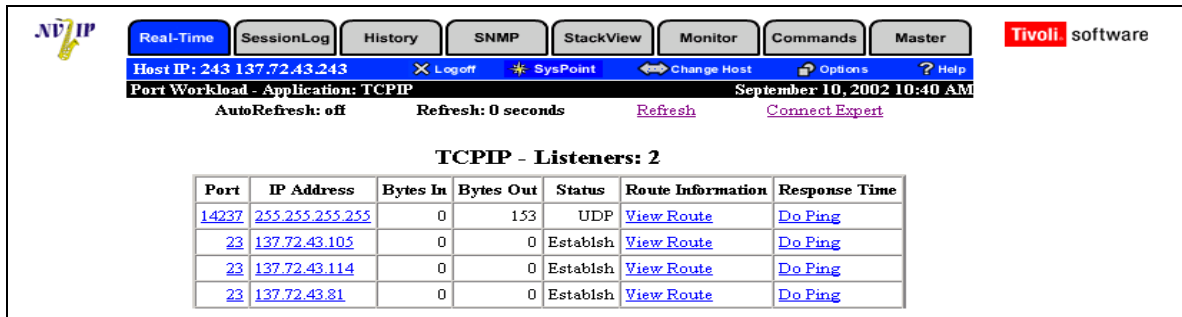 NV IP
Real-Time SessionLog History SNMP StackView Monitor Commands Master
Tivoli. software
Host IP: 243 137.72.43.243 Logoff SysPoint Change Host Options ? Help
Port Workload - Application: TCPIP September 10, 2002 10:40 AM
AutoRefresh: off Refresh: 0 seconds Refresh Connect Expert
TCPIP - Listeners: 2
Port IP Address Bytes In Bytes Out Status Route Information Response Time
14237 255.255.255.255 0 153 UDP View Route Do Ping
23 137.72.43.105 0 0 Establsh View Route Do Ping
23 137.72.43.114 0 0 Establsh View Route Do Ping
23 137.72.43.81 0 0 Establsh View Route Do Ping